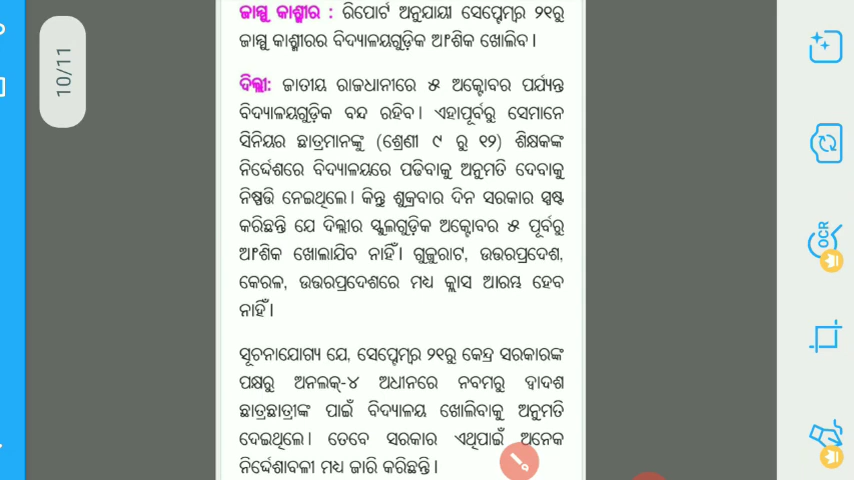 10/11
ଜାମ୍ମୁ କାଶ୍ମୀର : ରିପୋର୍ଟ ଅନୁଯାୟୀ ସେପ୍ଟେମ୍ବର ୨୧ରୁ
ଜାମ୍ମୁ କାଶ୍ମୀରର ବିଦ୍ୟାଳୟଗୁଡ଼ିକ ଆଂଶିକ ଖୋଲିବ।
ଦିଲ୍ଲୀ: ଜାତୀୟ ରାଜଧାନୀରେ ୫ ଅକ୍ଟୋବର ପର୍ଯ୍ୟନ୍ତ
ବିଦ୍ୟାଳୟଗୁଡ଼ିକ ବନ୍ଦ ରହିବ। ଏହାପୂର୍ବରୁ ସେମାନେ
ସିନିୟର ଛାତ୍ରମାନଙ୍କୁ (ଶ୍ରେଣୀ ୯ ରୁ ୧୨) ଶିକ୍ଷକଙ୍କ
ନିର୍ଦ୍ଦେଶରେ ବିଦ୍ୟାଳୟରେ ପଢିବାକୁ ଅନୁମତି ଦେବାକୁ
ନିଷ୍ପତ୍ତି ନେଇଥିଲେ। କିନ୍ତୁ ଶୁକ୍ରବାର ଦିନ ସରକାର ସ୍ପଷ୍ଟ
କରିଛନ୍ତି ଯେ ଦିଲ୍ଲୀର ସ୍କୁଲଗୁଡ଼ିକ ଅକ୍ଟୋବର ୫ ପୂର୍ବରୁ
ଆଂଶିକ ଖୋଲାଯିବ ନାହିଁ। ଗୁଜୁରାଟ, ଉତ୍ତରପ୍ରଦେଶ,
କେରଳ, ଉତ୍ତରପ୍ରଦେଶରେ ମଧ୍ୟ କ୍ଲାସ ଆରମ୍ଭ ହେବ
ନାହିଁ।
ସୂଚନାଯୋଗ୍ୟ ଯେ, ସେପ୍ଟେମ୍ବର ୨୧ରୁ କେନ୍ଦ୍ର ସରକାରଙ୍କ
ପକ୍ଷରୁ ଅନଲକ୍-୪ ଅଧୀନରେ ନବମରୁ ଦ୍ୱାଦଶ
ଛାତ୍ରଛାତ୍ରୀଙ୍କ ପାଇଁ ବିଦ୍ୟାଳୟ ଖୋଲିବାକୁ ଅନୁମତି
ଦେଇଥିଲେ। ତେବେ ସରକାର ଏଥିପାଇଁ ଅନେକ
ନିର୍ଦ୍ଦେଶାବଳୀ ମଧ୍ୟ ଜାରି କରିଛନ୍ତି।
OCR